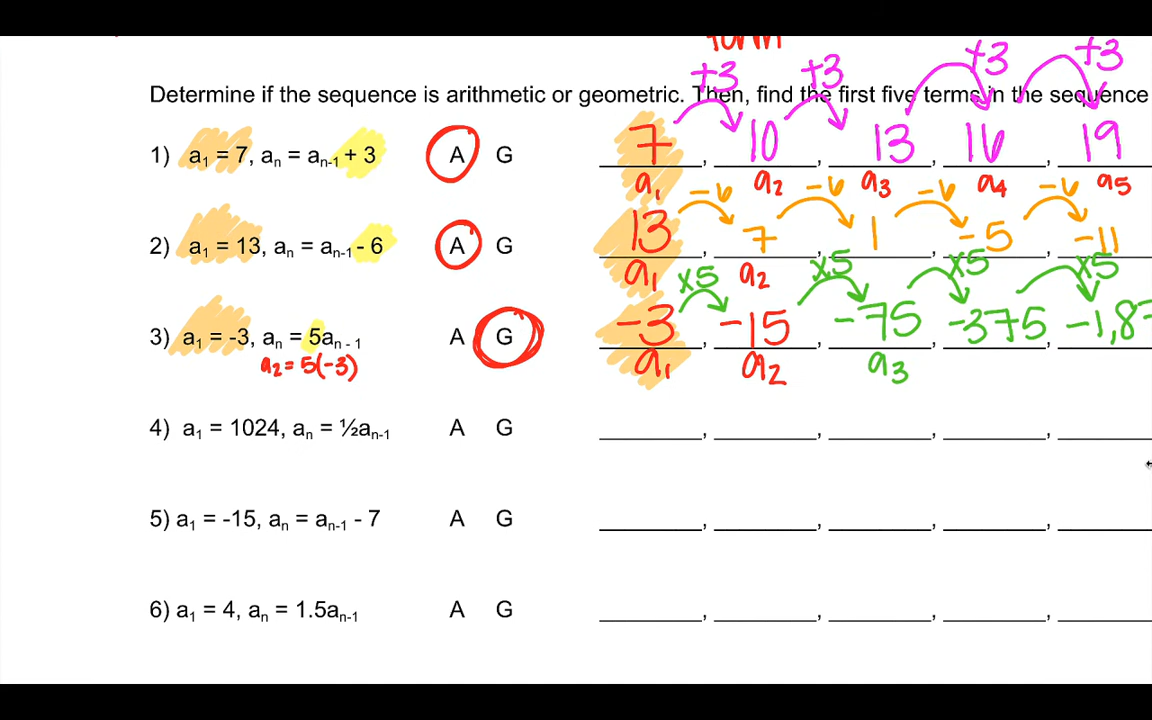 term
+3 +3 +3 +3
Determine if the sequence is arithmetic or geometric. Then, find the first five terms in the sequence
1) a₁ = 7, aₙ = aₙ₋₁ + 3 A G 7, 10, 13, 16, 19
a₁ a₂ a₃ a₄ a₅
-6 -6 -6 -6
2) a₁ = 13, aₙ = aₙ₋₁ - 6 A G 13, 7, 1, -5, -11
a₁ a₂
x5 x5 x5 x5
3) a₁ = -3, aₙ = 5aₙ₋₁ A G -3, -15, -75, -375, -1,87
a₂ = 5(-3) a₁ a₂ a₃
4) a₁ = 1024, aₙ = ½aₙ₋₁ A G
5) a₁ = -15, aₙ = aₙ₋₁ - 7 A G
6) a₁ = 4, aₙ = 1.5aₙ₋₁ A G